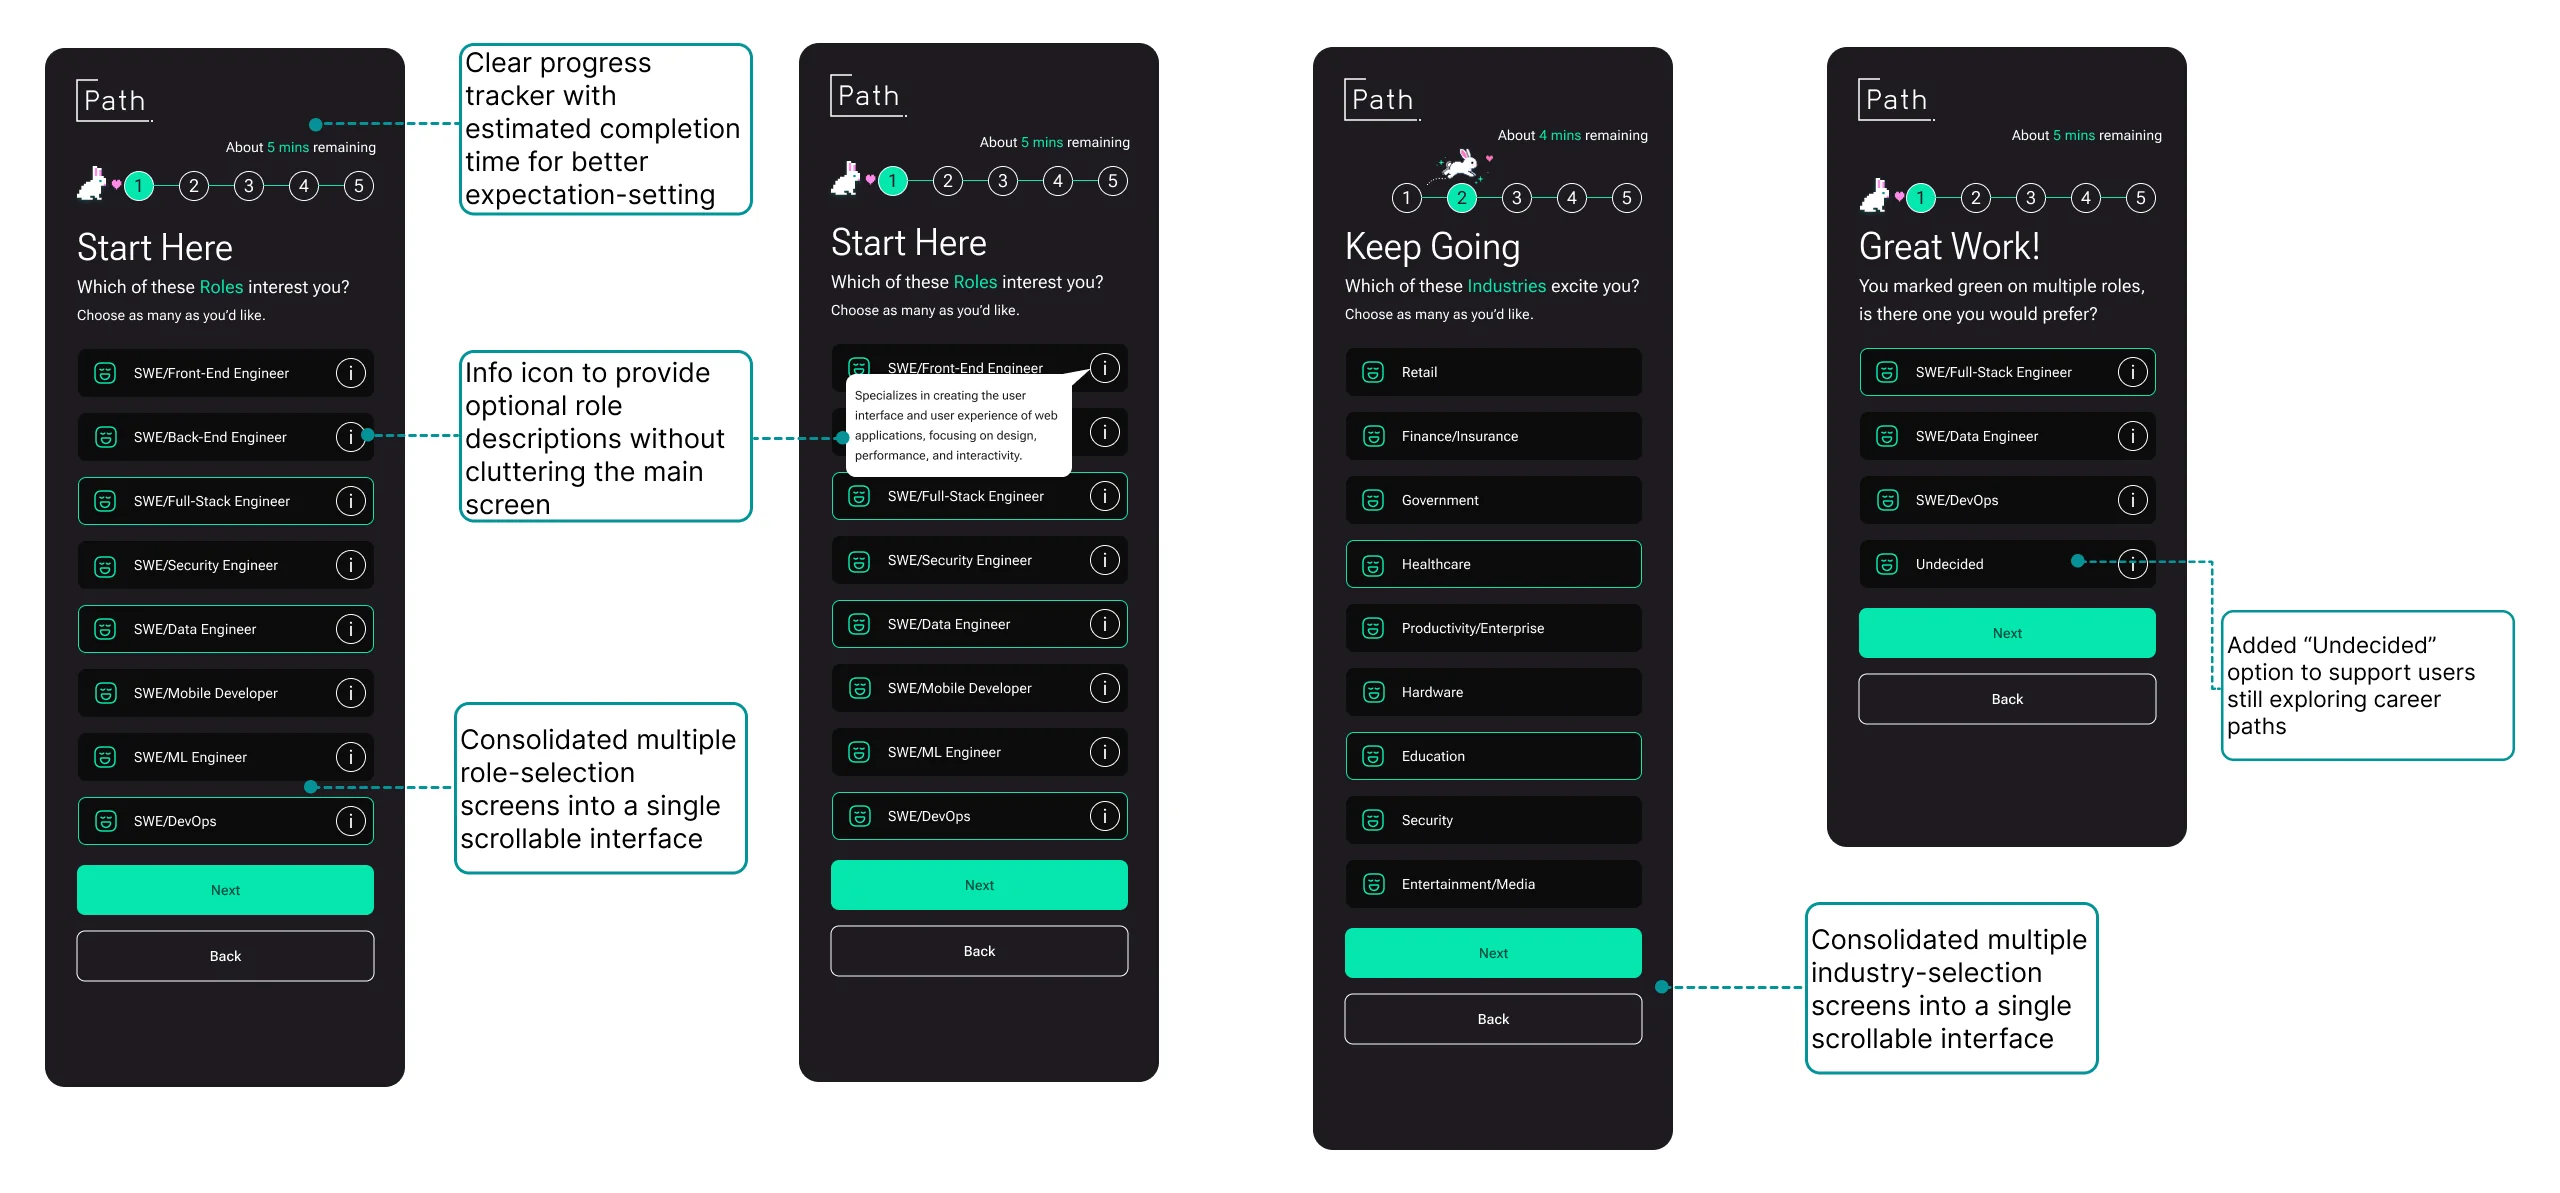 Path
About 5 mins remaining
1 2 3 4 5
Start Here
Which of these Roles interest you?
Choose as many as you'd like.
SWE/Front-End Engineer i
SWE/Back-End Engineer i
SWE/Full-Stack Engineer i
SWE/Security Engineer i
SWE/Data Engineer i
SWE/Mobile Developer i
SWE/ML Engineer i
SWE/DevOps i
Next
Back
Clear progress
tracker with
estimated completion
time for better
expectation-setting
Info icon to provide
optional role
descriptions without
cluttering the main
screen
Consolidated multiple
role-selection
screens into a single
scrollable interface
Path
About 5 mins remaining
1 2 3 4 5
Start Here
Which of these Roles interest you?
Choose as many as you'd like.
SWE/Front-End Engineer i
Specializes in creating the user
interface and user experience of web
applications, focusing on design,
performance, and interactivity.
i
SWE/Full-Stack Engineer i
SWE/Security Engineer i
SWE/Data Engineer i
SWE/Mobile Developer i
SWE/ML Engineer i
SWE/DevOps i
Next
Back
Path
About 4 mins remaining
1 2 3 4 5
Keep Going
Which of these Industries excite you?
Choose as many as you'd like.
Retail
Finance/Insurance
Government
Healthcare
Productivity/Enterprise
Hardware
Education
Security
Entertainment/Media
Next
Back
Path
About 5 mins remaining
1 2 3 4 5
Great Work!
You marked green on multiple roles,
is there one you would prefer?
SWE/Full-Stack Engineer i
SWE/Data Engineer i
SWE/DevOps i
Undecided i
Next
Back
Added “Undecided”
option to support users
still exploring career
paths
Consolidated multiple
industry-selection
screens into a single
scrollable interface